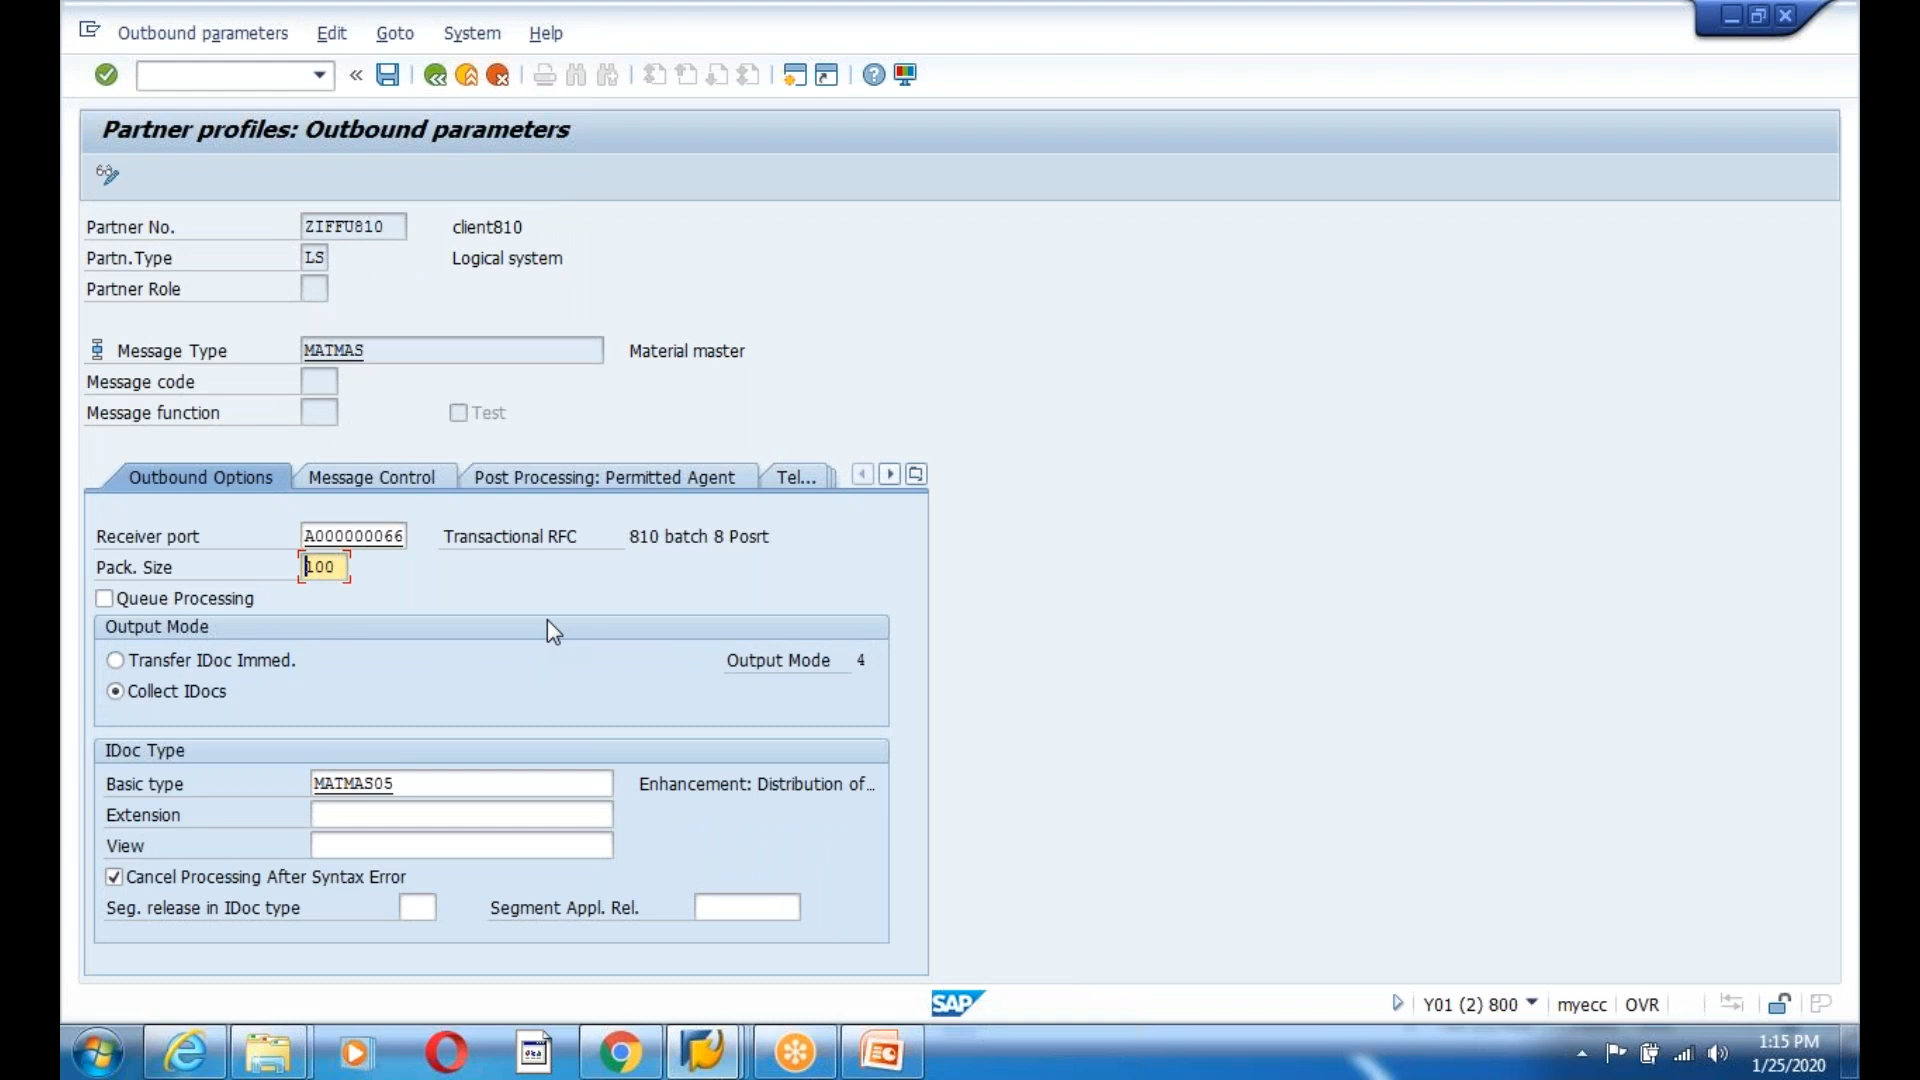 Outbound parameters Edit Goto System Help
Partner profiles: Outbound parameters
Partner No. ZIFFU810 client810
Partn.Type LS Logical system
Partner Role
Message Type MATMAS Material master
Message code
Message function Test
Outbound Options Message Control Post Processing: Permitted Agent Tel...
Receiver port A000000066 Transactional RFC 810 batch 8 Posrt
Pack. Size 100
Queue Processing
Output Mode
Transfer IDoc Immed. Output Mode 4
Collect IDocs
IDoc Type
Basic type MATMAS05 Enhancement: Distribution of...
Extension
View
Cancel Processing After Syntax Error
Seg. release in IDoc type Segment Appl. Rel.
SAP Y01 (2) 800 myecc OVR
1:15 PM
1/25/2020